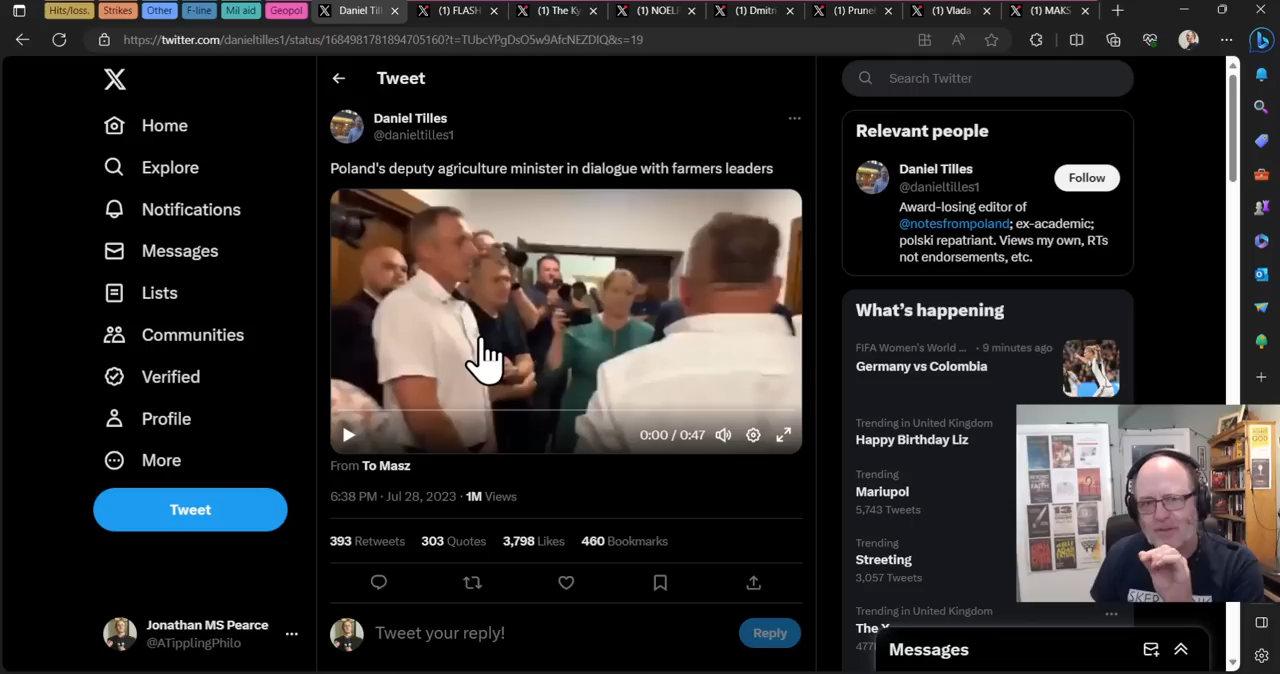 Hits/loss.
Strikes
Other
F-line
Mil aid
Geopol
Daniel Til
(1) FLASH
(1) The Ky
(1) NOELR
(1) Dmitri
(1) Prune
(1) Vlada
(1) MAKS
https://twitter.com/danieltilles1/status/1684981781894705160?t=TUbcYPgDsO5w9AfcNEZDIQ&s=19
Home
Explore
Notifications
Messages
Lists
Communities
Verified
Profile
More
Tweet
Jonathan MS Pearce
@ATipplingPhilo
Tweet
Daniel Tilles
@danieltilles1
Poland's deputy agriculture minister in dialogue with farmers leaders
0:00 / 0:47
From To Masz
6:38 PM · Jul 28, 2023 · 1M Views
393 Retweets 303 Quotes 3,798 Likes 460 Bookmarks
Tweet your reply!
Reply
Search Twitter
Relevant people
Daniel Tilles
@danieltilles1
Follow
Award-losing editor of
@notesfrompoland; ex-academic;
polski repatriant. Views my own, RTs
not endorsements, etc.
What's happening
FIFA Women's World ... · 9 minutes ago
Germany vs Colombia
Trending in United Kingdom
Happy Birthday Liz
Trending
Mariupol
5,743 Tweets
Trending
Streeting
3,057 Tweets
Trending in United Kingdom
The
Messages
GOD